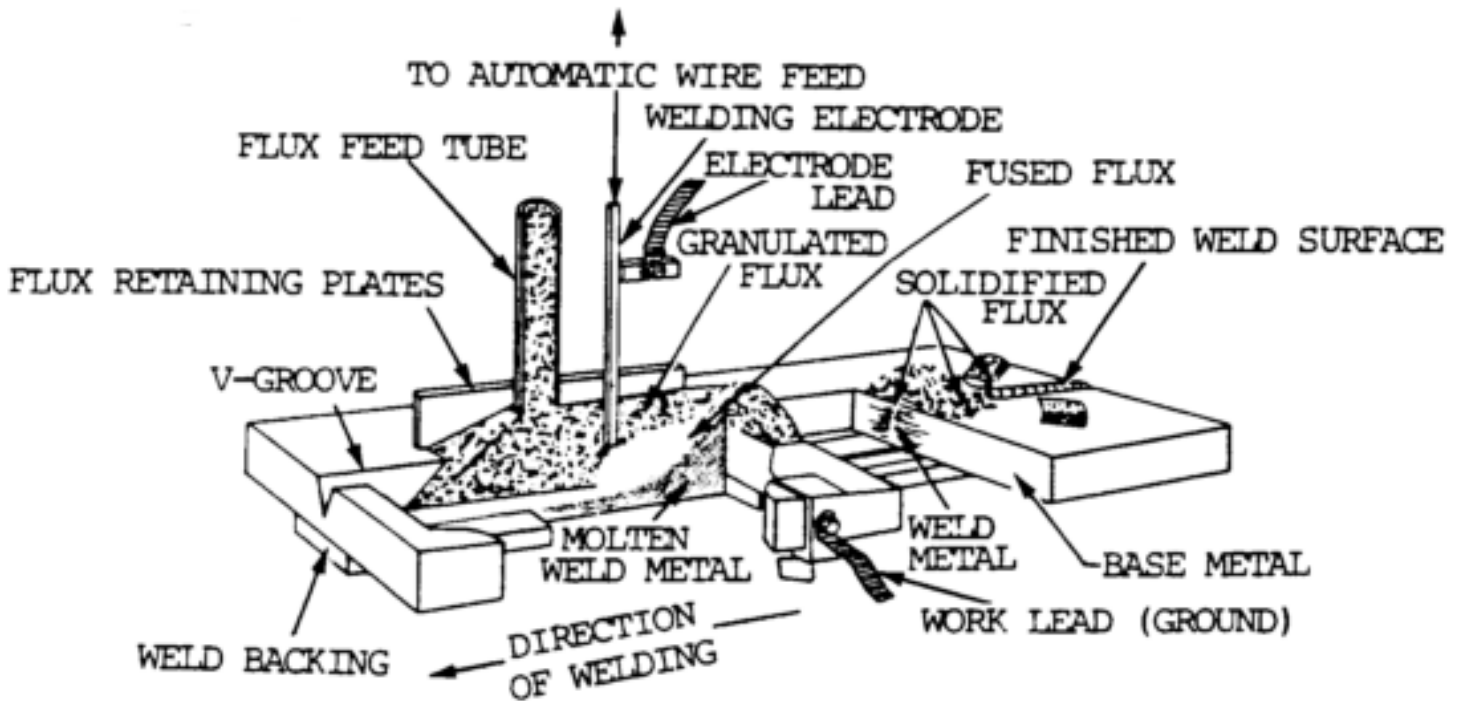 TO AUTOMATIC WIRE FEED
WELDING ELECTRODE
FLUX FEED TUBE
ELECTRODE
LEAD
FUSED FLUX
GRANULATED
FLUX
FINISHED WELD SURFACE
FLUX RETAINING PLATES
SOLIDIFIED
FLUX
V-GROOVE
MOLTEN
WELD METAL
WELD
METAL
BASE METAL
WORK LEAD (GROUND)
WELD BACKING
DIRECTION
OF WELDING